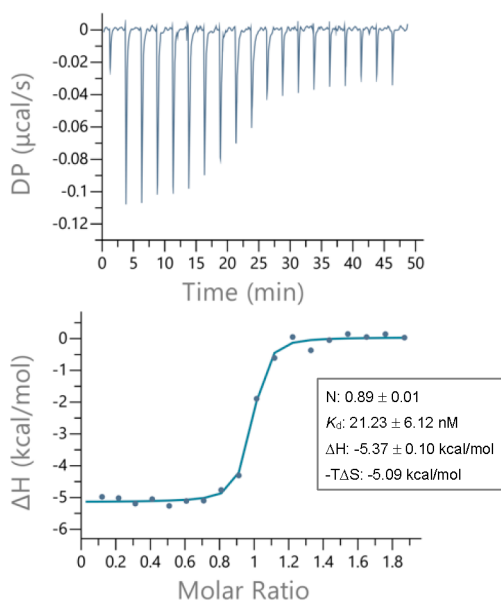 0
-0.02
-0.04
-0.06
-0.08
-0.1
-0.12
DP (µcal/s)
0 5 10 15 20 25 30 35 40 45 50
Time (min)
0
-1
-2
-3
-4
-5
-6
ΔH (kcal/mol)
N: 0.89 ± 0.01
Kd: 21.23 ± 6.12 nM
ΔH: -5.37 ± 0.10 kcal/mol
-TΔS: -5.09 kcal/mol
0 0.2 0.4 0.6 0.8 1 1.2 1.4 1.6 1.8
Molar Ratio